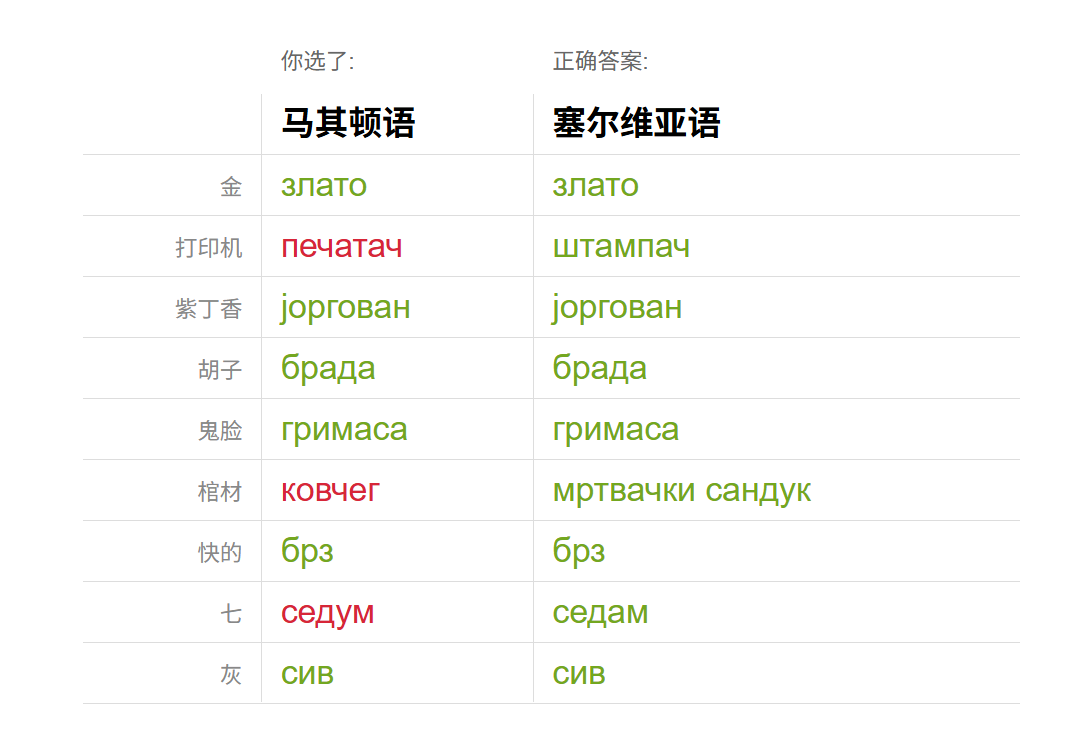 你选了: 正确答案:
马其顿语 塞尔维亚语
金 злато злато
打印机 печатач штампач
紫丁香 јоргован јоргован
胡子 брада брада
鬼脸 гримаса гримаса
棺材 ковчег мртвачки сандук
快的 брз брз
七 седум седам
灰 сив сив